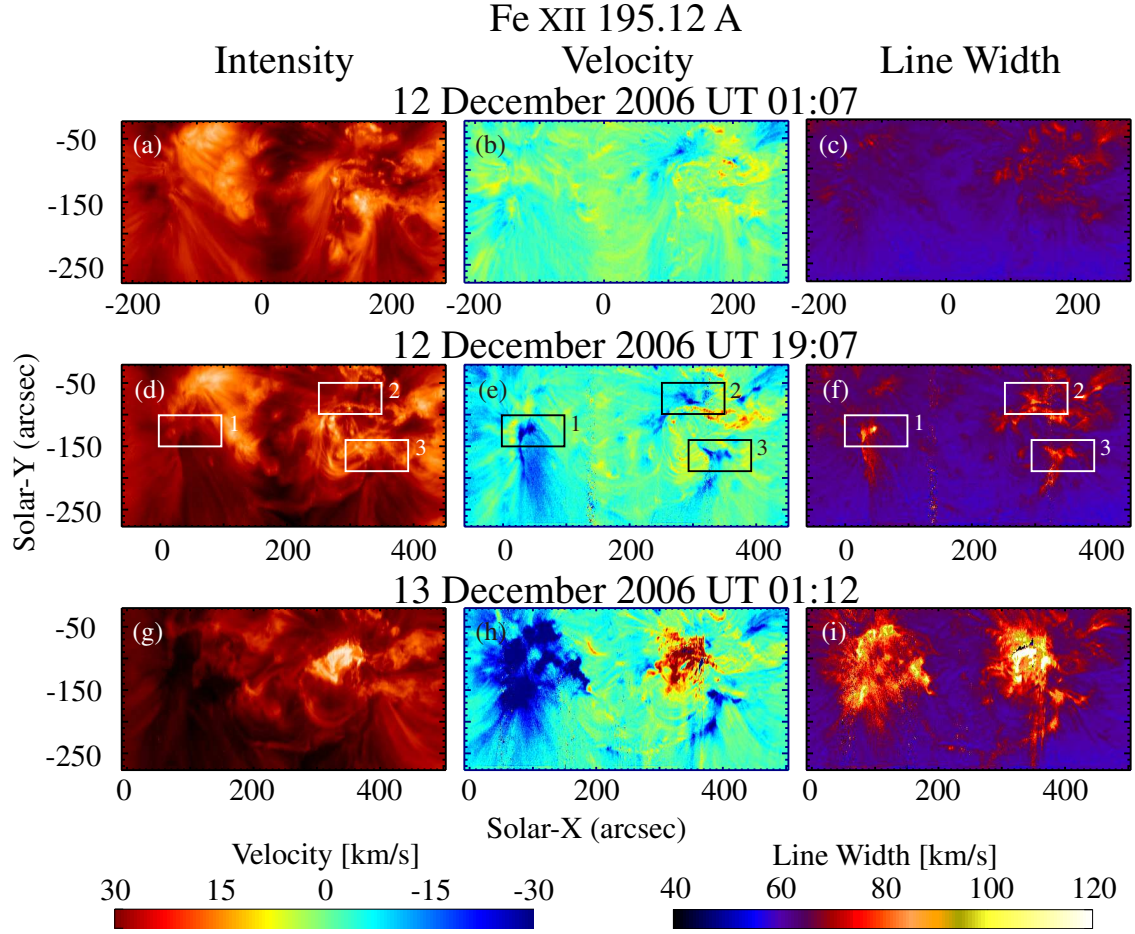 Fe XII 195.12 A
Intensity Velocity Line Width
12 December 2006 UT 01:07
(a) (b) (c)
-50
-150
-250
-200 0 200 -200 0 200 -200 0 200
12 December 2006 UT 19:07
(d) 1 2 3 (e) 1 2 3 (f) 1 2 3
-50
-150
-250
0 200 400 0 200 400 0 200 400
Solar-Y (arcsec)
13 December 2006 UT 01:12
(g) (h) (i)
-50
-150
-250
0 200 400 0 200 400 0 200 400
Solar-X (arcsec)
Velocity [km/s]
30 15 0 -15 -30
Line Width [km/s]
40 60 80 100 120